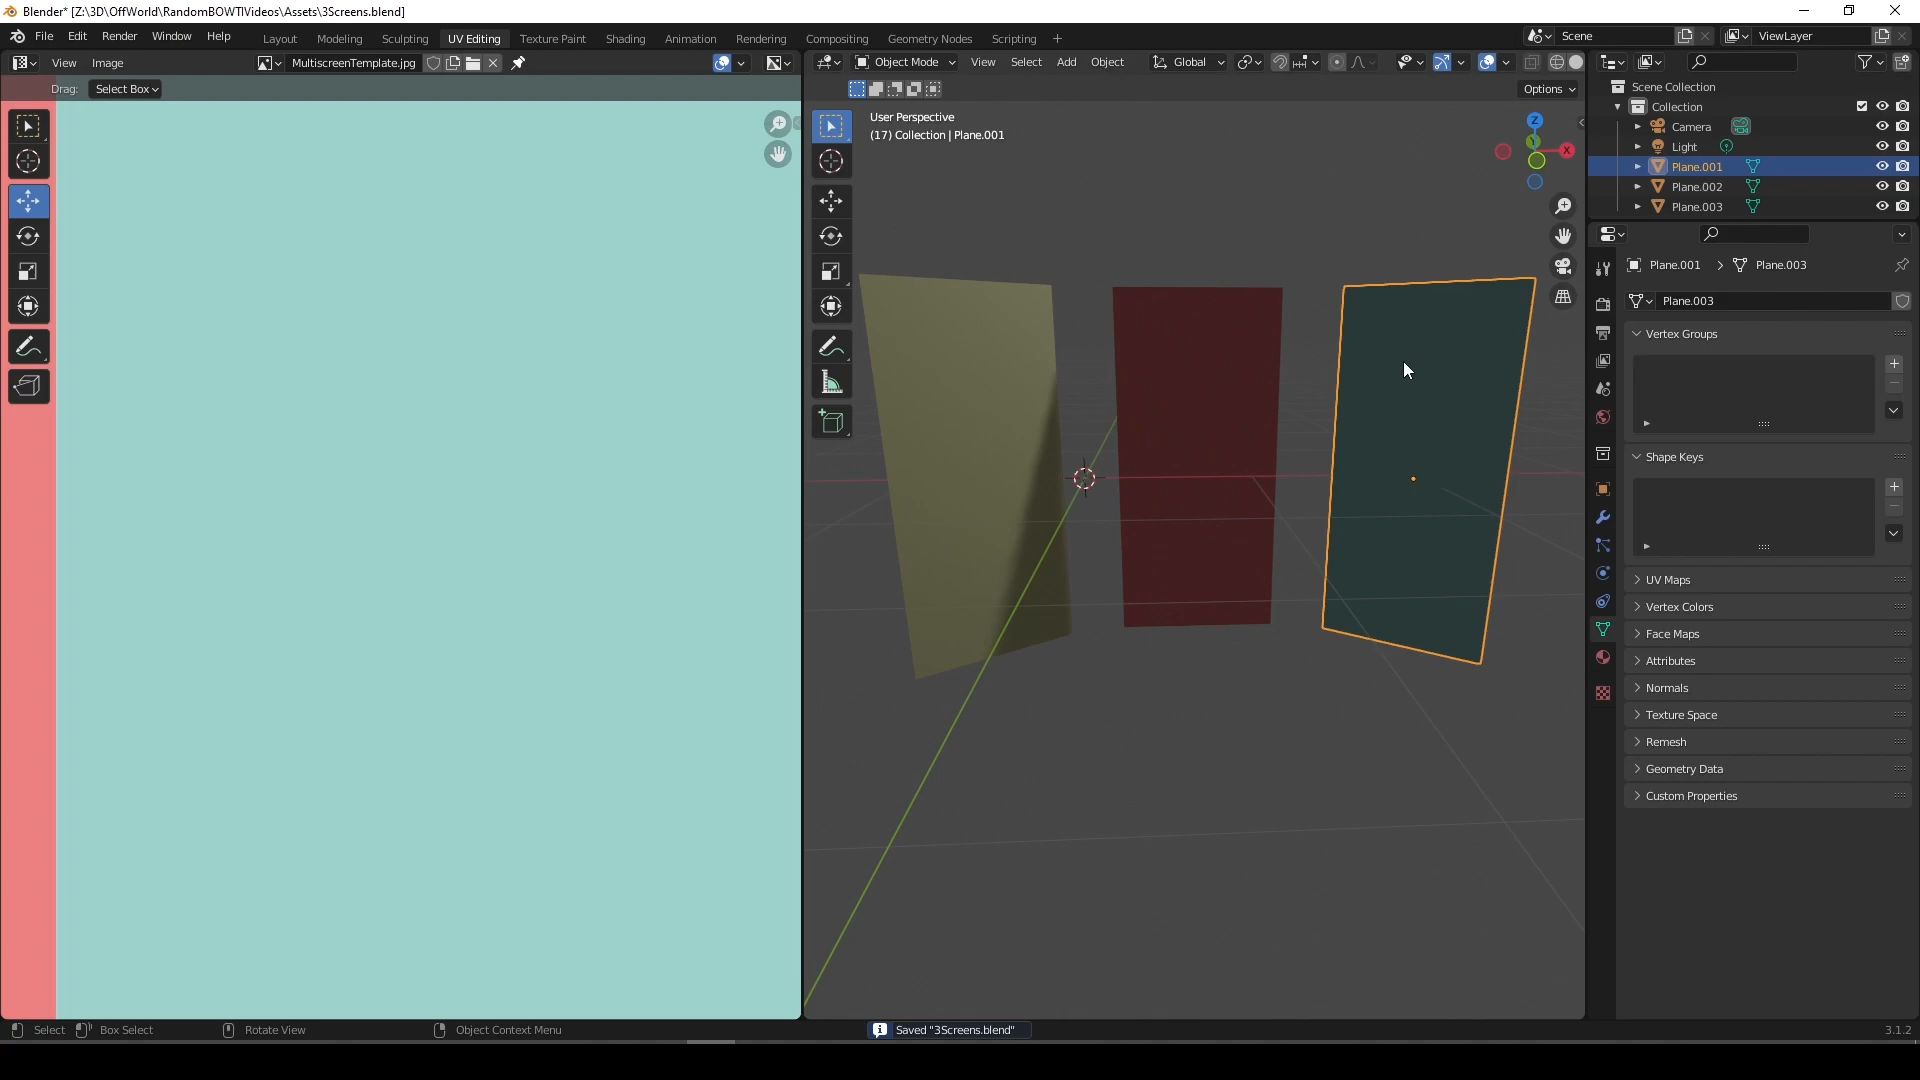 Blender* [Z:\3D\OffWorld\RandomBOWTIVideos\Assets\3Screens.blend]
File Edit Render Window Help Layout Modeling Sculpting UV Editing Texture Paint Shading Animation Rendering Compositing Geometry Nodes Scripting + Scene ViewLayer
View Image MultiscreenTemplate.jpg Object Mode View Select Add Object Global
Drag: Select Box Options
User Perspective
(17) Collection | Plane.001
Z
Y
X
Scene Collection
Collection
Camera
Light
Plane.001
Plane.002
Plane.003
Plane.001 > Plane.003
Plane.003
Vertex Groups
Shape Keys
UV Maps
Vertex Colors
Face Maps
Attributes
Normals
Texture Space
Remesh
Geometry Data
Custom Properties
Select Box Select Rotate View Object Context Menu Saved "3Screens.blend" 3.1.2